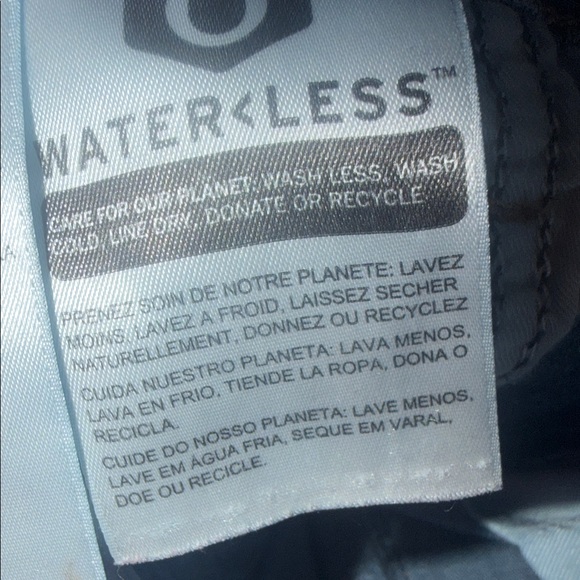 WATER<LESS™
CARE FOR OUR PLANET: WASH LESS, WASH
COLD, LINE DRY, DONATE OR RECYCLE
PRENEZ SOIN DE NOTRE PLANETE: LAVEZ
MOINS, LAVEZ A FROID, LAISSEZ SECHER
NATURELLEMENT, DONNEZ OU RECYCLEZ
CUIDA NUESTRO PLANETA: LAVA MENOS,
LAVA EN FRIO, TIENDE LA ROPA, DONA O
RECICLA.
CUIDE DO NOSSO PLANETA: LAVE MENOS,
LAVE EM ÁGUA FRIA, SEQUE EM VARAL,
DOE OU RECICLE.